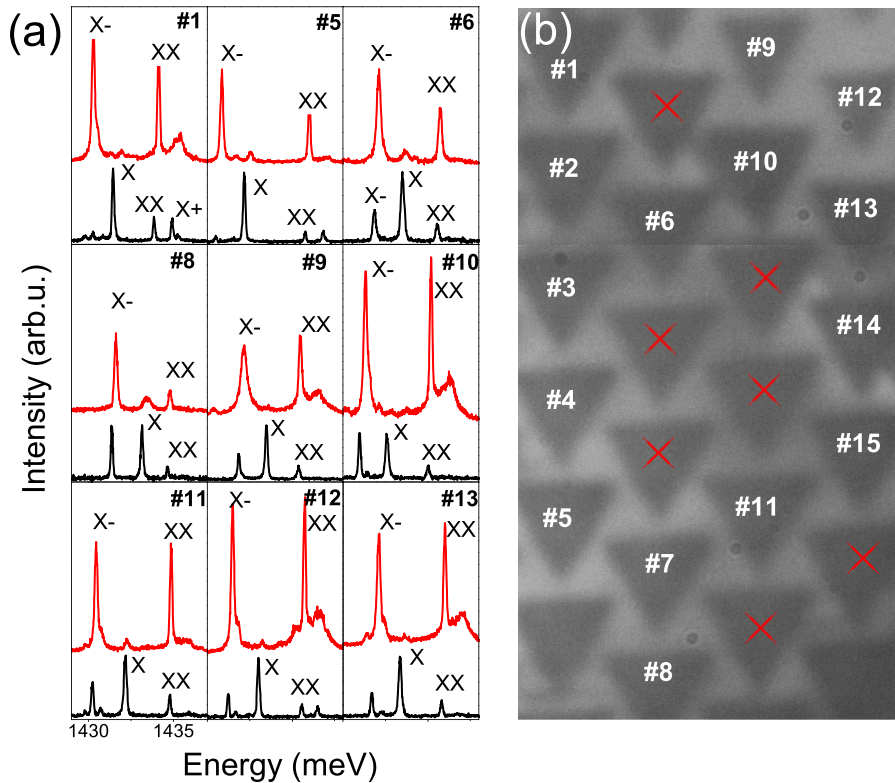 (a)
#1
#5
#6
X- XX
X- XX
X- XX
X XX X+
X XX
X- X XX
#8
#9
#10
X- XX
X- XX
X- XX
X XX
X XX
X XX
#11
#12
#13
X- XX
X- XX
X- XX
X XX
X XX
X XX
1430 1435
Energy (meV)
Intensity (arb.u.)
(b)
#1
#9
#12
#2
#10
#6
#13
#3
#14
#4
#15
#5
#11
#7
#8